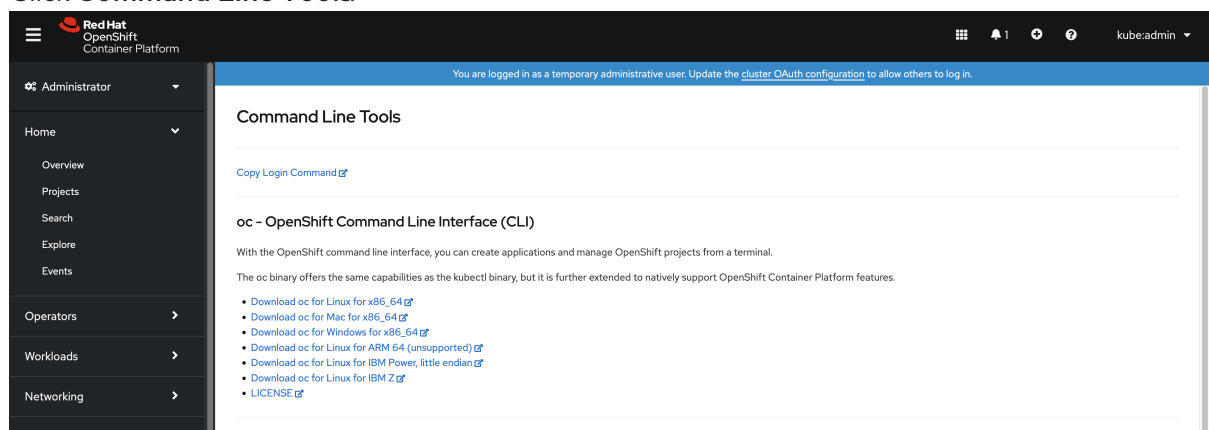 Click Command Line Tools
Red Hat
OpenShift
Container Platform
1
kube:admin
You are logged in as a temporary administrative user. Update the cluster OAuth configuration to allow others to log in.
Administrator
Home
Overview
Projects
Search
Explore
Events
Operators
Workloads
Networking
Command Line Tools
Copy Login Command
oc - OpenShift Command Line Interface (CLI)
With the OpenShift command line interface, you can create applications and manage OpenShift projects from a terminal.
The oc binary offers the same capabilities as the kubectl binary, but it is further extended to natively support OpenShift Container Platform features.
Download oc for Linux for x86_64
Download oc for Mac for x86_64
Download oc for Windows for x86_64
Download oc for Linux for ARM 64 (unsupported)
Download oc for Linux for IBM Power, little endian
Download oc for Linux for IBM Z
LICENSE